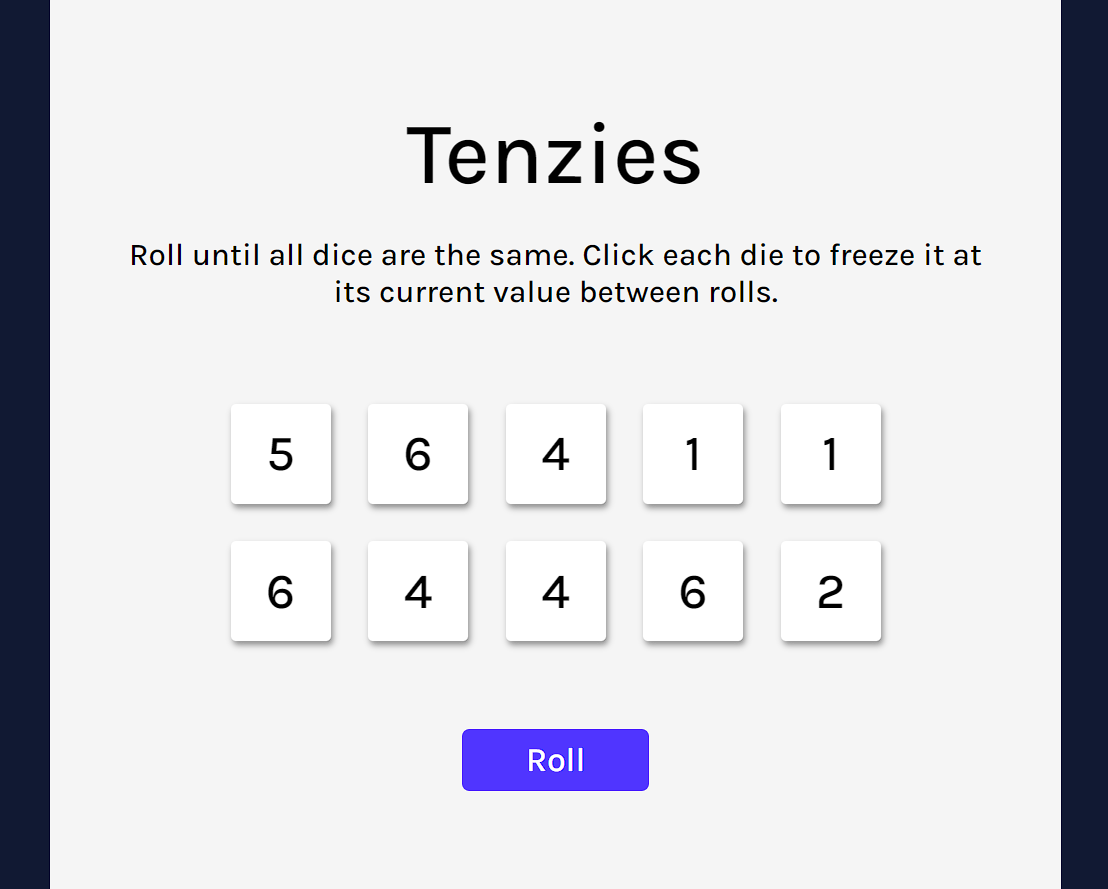 Tenzies
Roll until all dice are the same. Click each die to freeze it at
its current value between rolls.
5 6 4 1 1
6 4 4 6 2
Roll